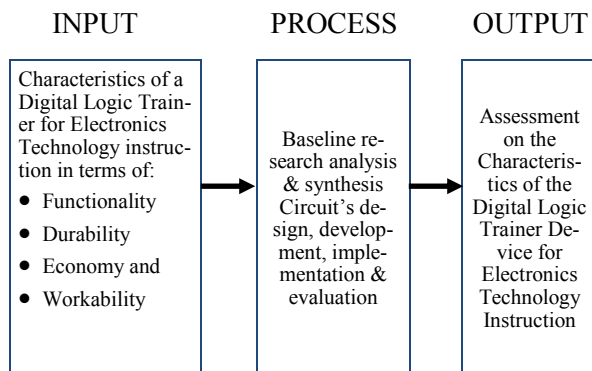 INPUT
PROCESS
OUTPUT
Characteristics of a
Digital Logic Train-
er for Electronics
Technology instruc-
tion in terms of:
• Functionality
• Durability
• Economy and
• Workability
Baseline re-
search analysis
& synthesis
Circuit's de-
sign, develop-
ment, imple-
mentation &
evaluation
Assessment
on the
Characteris-
tics of the
Digital Logic
Trainer De-
vice for
Electronics
Technology
Instruction